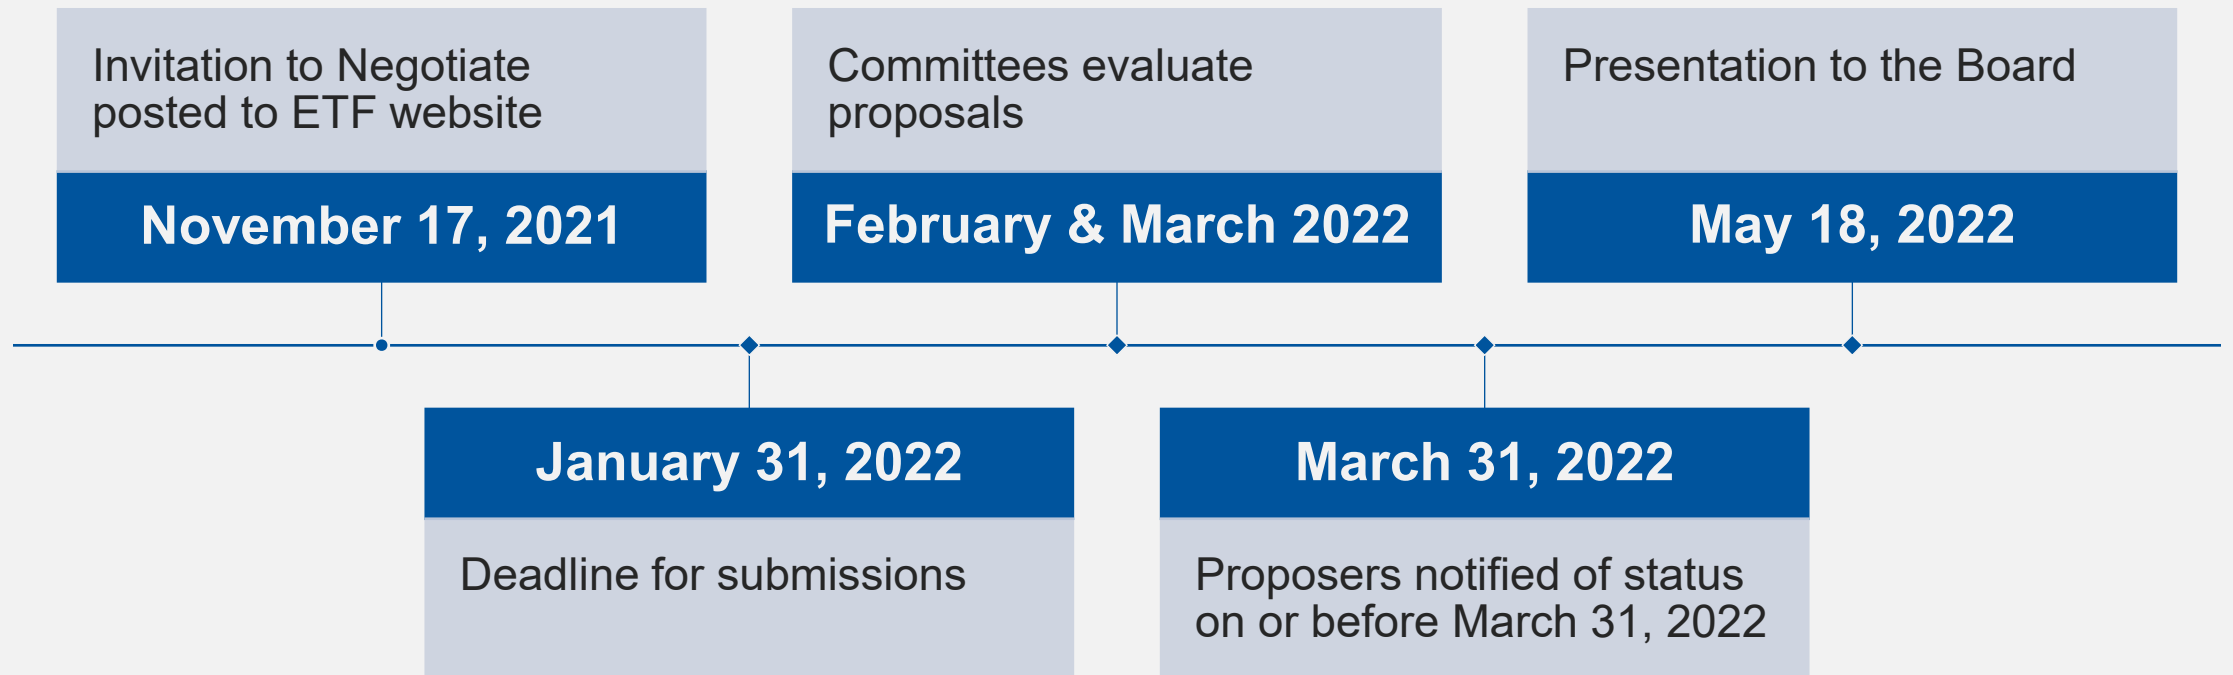 Invitation to Negotiate
posted to ETF website
November 17, 2021
January 31, 2022
Deadline for submissions
Committees evaluate
proposals
February & March 2022
March 31, 2022
Proposers notified of status
on or before March 31, 2022
Presentation to the Board
May 18, 2022